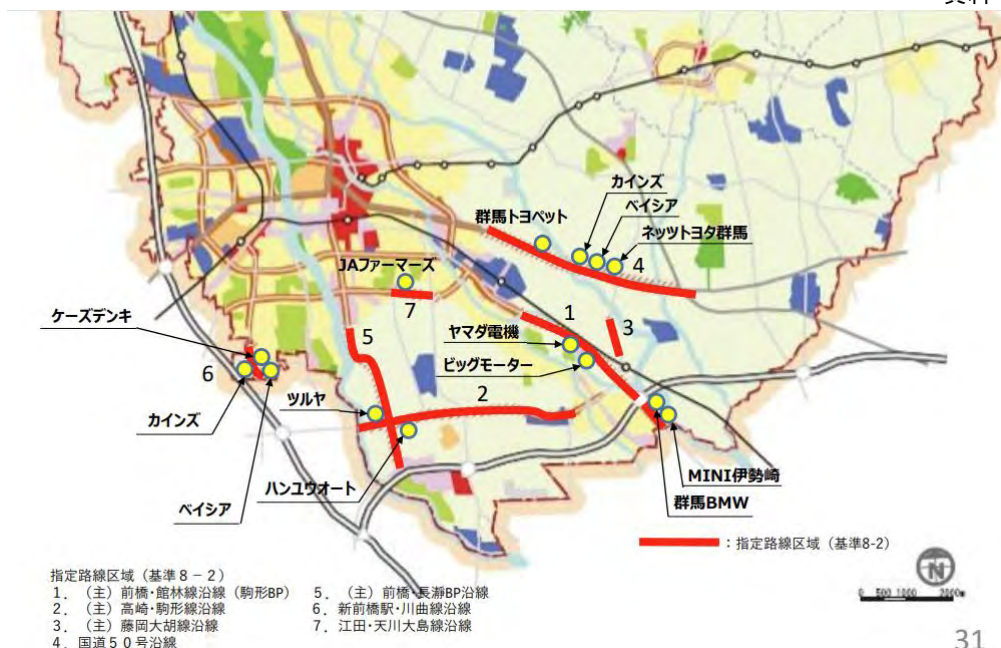 資料
カインズ
ベイシア
群馬トヨペット
ネッツトヨタ群馬
4
JAファーマーズ
7
1
3
ケーズデンキ
5
ヤマダ電機
ビッグモーター
6
2
カインズ
ツルヤ
ハンユウオート
MINI伊勢崎
ベイシア
群馬BMW
:指定路線区域(基準8-2)
N
0 500 1000 2000m
指定路線区域(基準8-2)
1. (主)前橋・館林線沿線(駒形BP) 5. (主)前橋・長瀞BP沿線
2. (主)高崎・駒形線沿線 6. 新前橋駅・川曲線沿線
3. (主)藤岡大胡線沿線 7. 江田・天川大島線沿線
4. 国道50号沿線
31